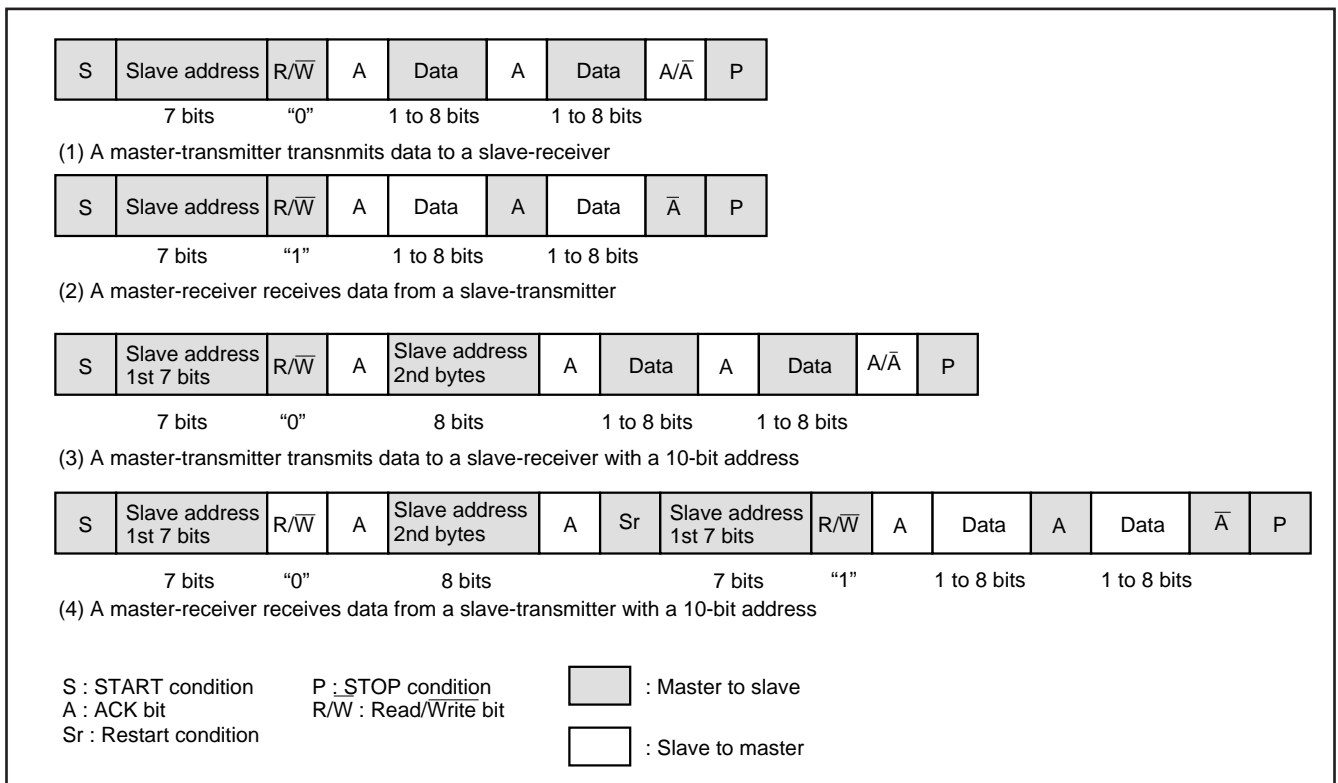 S Slave address R/W̅ A Data A Data A/A̅ P
7 bits “0” 1 to 8 bits 1 to 8 bits
(1) A master-transmitter transnmits data to a slave-receiver
S Slave address R/W̅ A Data A Data A̅ P
7 bits “1” 1 to 8 bits 1 to 8 bits
(2) A master-receiver receives data from a slave-transmitter
S Slave address R/W̅ A Slave address A Data A Data A/A̅ P
1st 7 bits 2nd bytes
7 bits “0” 8 bits 1 to 8 bits 1 to 8 bits
(3) A master-transmitter transmits data to a slave-receiver with a 10-bit address
S Slave address R/W̅ A Slave address A Sr Slave address R/W̅ A Data A Data A̅ P
1st 7 bits 2nd bytes 1st 7 bits
7 bits “0” 8 bits 7 bits “1” 1 to 8 bits 1 to 8 bits
(4) A master-receiver receives data from a slave-transmitter with a 10-bit address
S : START condition P : STOP condition : Master to slave
A : ACK bit R/W̅ : Read/W̅r̅i̅t̅e̅ bit
Sr : Restart condition
: Slave to master